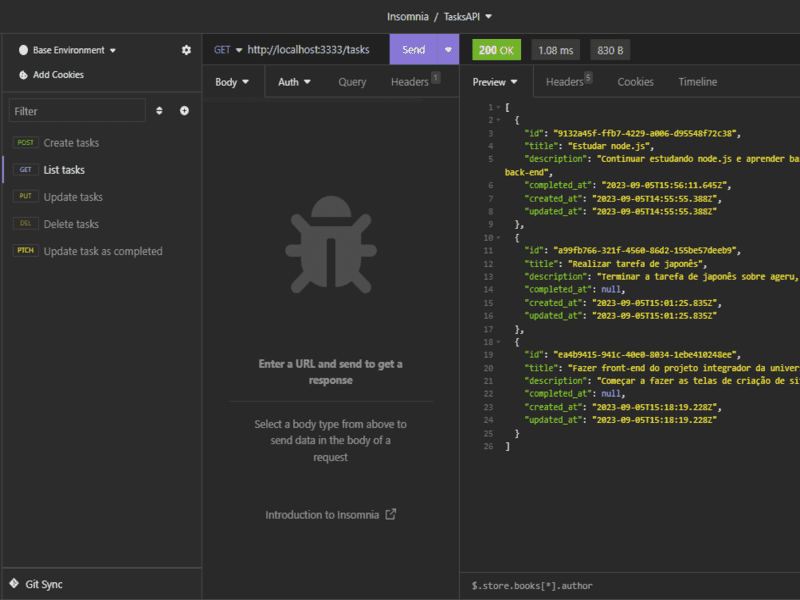 Insomnia / TasksAPI
Base Environment
Add Cookies
Filter
POST Create tasks
GET List tasks
PUT Update tasks
DEL Delete tasks
PTCH Update task as completed
Git Sync
GET http://localhost:3333/tasks Send
Body Auth Query Headers 1
Enter a URL and send to get a
response
Select a body type from above to
send data in the body of a
request
Introduction to Insomnia
200 OK 1.08 ms 830 B
Preview Headers 5 Cookies Timeline
1 [
2 {
3 "id": "9132a45f-ffb7-4229-a006-d95548f72c38",
4 "title": "Estudar node.js",
5 "description": "Continuar estudando node.js e aprender ba
back-end",
6 "completed_at": "2023-09-05T15:56:11.645Z",
7 "created_at": "2023-09-05T14:55:55.388Z",
8 "updated_at": "2023-09-05T14:55:55.388Z"
9 },
10 {
11 "id": "a99fb766-321f-4560-86d2-155be57deeb9",
12 "title": "Realizar tarefa de japonês",
13 "description": "Terminar a tarefa de japonês sobre ageru,
14 "completed_at": null,
15 "created_at": "2023-09-05T15:01:25.835Z",
16 "updated_at": "2023-09-05T15:01:25.835Z"
17 },
18 {
19 "id": "ea4b9415-941c-40e0-8034-1ebe410248ee",
20 "title": "Fazer front-end do projeto integrador da univer
21 "description": "Começar a fazer as telas de criação de si
22 "completed_at": null,
23 "created_at": "2023-09-05T15:18:19.228Z",
24 "updated_at": "2023-09-05T15:18:19.228Z"
25 }
26 ]
$.store.books[*].author